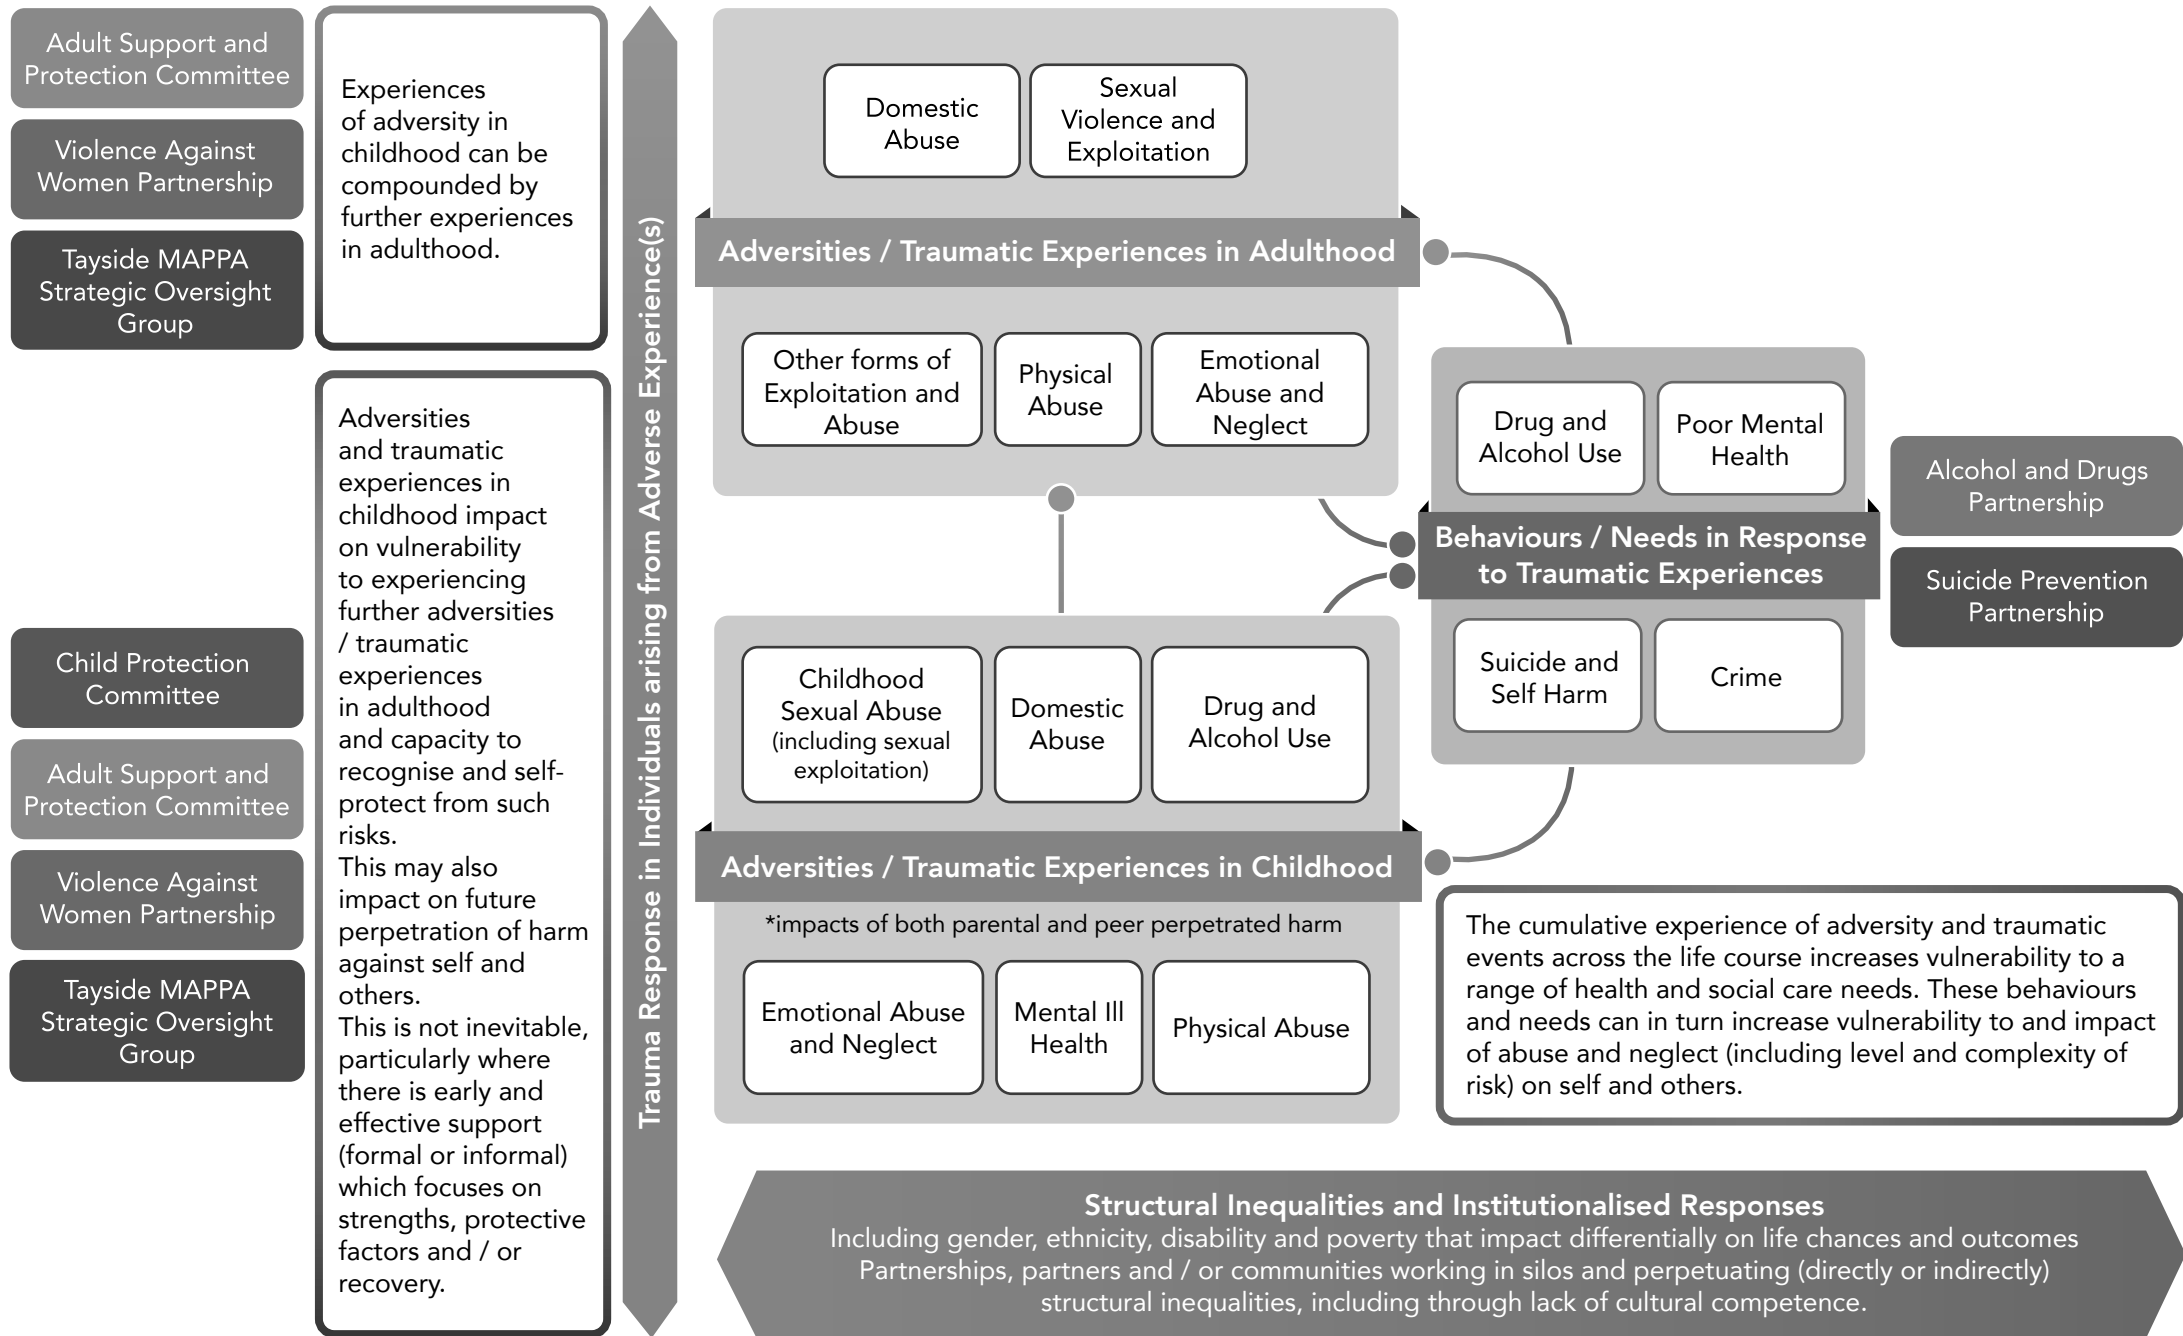 Adult Support and
Protection Committee
Violence Against
Women Partnership
Tayside MAPPA
Strategic Oversight
Group
Experiences
of adversity in
childhood can be
compounded by
further experiences
in adulthood.
Child Protection
Committee
Adult Support and
Protection Committee
Violence Against
Women Partnership
Tayside MAPPA
Strategic Oversight
Group
Adversities
and traumatic
experiences in
childhood impact
on vulnerability
to experiencing
further adversities
/ traumatic
experiences
in adulthood
and capacity to
recognise and self-
protect from such
risks.
This may also
impact on future
perpetration of harm
against self and
others.
This is not inevitable,
particularly where
there is early and
effective support
(formal or informal)
which focuses on
strengths, protective
factors and / or
recovery.
Trauma Response in Individuals arising from Adverse Experience(s)
Domestic
Abuse
Sexual
Violence and
Exploitation
Adversities / Traumatic Experiences in Adulthood
Other forms of
Exploitation and
Abuse
Physical
Abuse
Emotional
Abuse and
Neglect
Childhood
Sexual Abuse
(including sexual
exploitation)
Domestic
Abuse
Drug and
Alcohol Use
Adversities / Traumatic Experiences in Childhood
*impacts of both parental and peer perpetrated harm
Emotional Abuse
and Neglect
Mental Ill
Health
Physical Abuse
Drug and
Alcohol Use
Poor Mental
Health
Behaviours / Needs in Response
to Traumatic Experiences
Suicide and
Self Harm
Crime
Alcohol and Drugs
Partnership
Suicide Prevention
Partnership
The cumulative experience of adversity and traumatic
events across the life course increases vulnerability to a
range of health and social care needs. These behaviours
and needs can in turn increase vulnerability to and impact
of abuse and neglect (including level and complexity of
risk) on self and others.
Structural Inequalities and Institutionalised Responses
Including gender, ethnicity, disability and poverty that impact differentially on life chances and outcomes
Partnerships, partners and / or communities working in silos and perpetuating (directly or indirectly)
structural inequalities, including through lack of cultural competence.